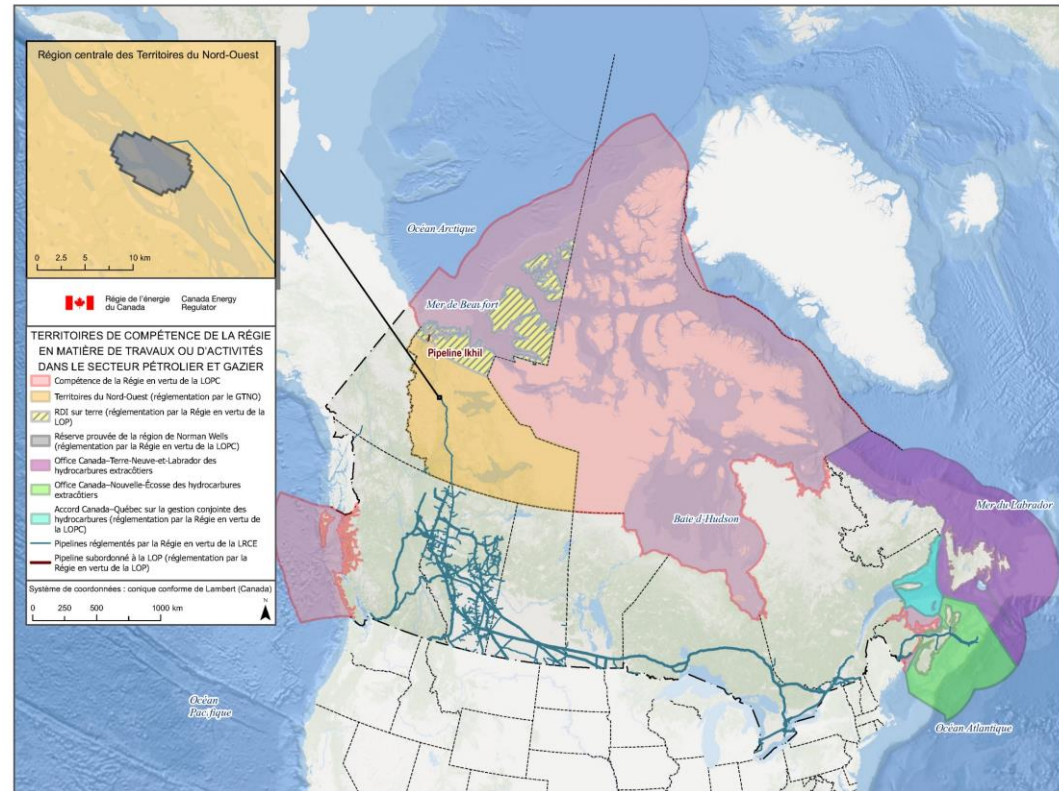 Région centrale des Territoires du Nord-Ouest
0 2.5 5 10 km
Régie de l'énergie
du Canada
Canada Energy
Regulator
TERRITOIRES DE COMPÉTENCE DE LA RÉGIE
EN MATIÈRE DE TRAVAUX OU D'ACTIVITÉS
DANS LE SECTEUR PÉTROLIER ET GAZIER
Compétence de la Régie en vertu de la LOPC
Territoires du Nord-Ouest (réglementation par le GTNO)
RDI sur terre (réglementation par la Régie en vertu de la
LOP)
Réserve prouvée de la région de Norman Wells
(réglementation par la Régie en vertu de la LOPC)
Office Canada–Terre-Neuve-et-Labrador des
hydrocarbures extracôtiers
Office Canada–Nouvelle-Écosse des hydrocarbures
extracôtiers
Accord Canada–Québec sur la gestion conjointe des
hydrocarbures (réglementation par la Régie en vertu de
la LOPC)
Pipelines réglementés par la Régie en vertu de la LRCE
Pipeline subordonné à la LOP (réglementation par la
Régie en vertu de la LOP)
Système de coordonnées : conique conforme de Lambert (Canada)
0 250 500 1000 km
N
Océan Arctique
Mer de Beaufort
Pipeline Ikhil
Baie d'Hudson
Mer du Labrador
Océan
Pacifique
Océan Atlantique